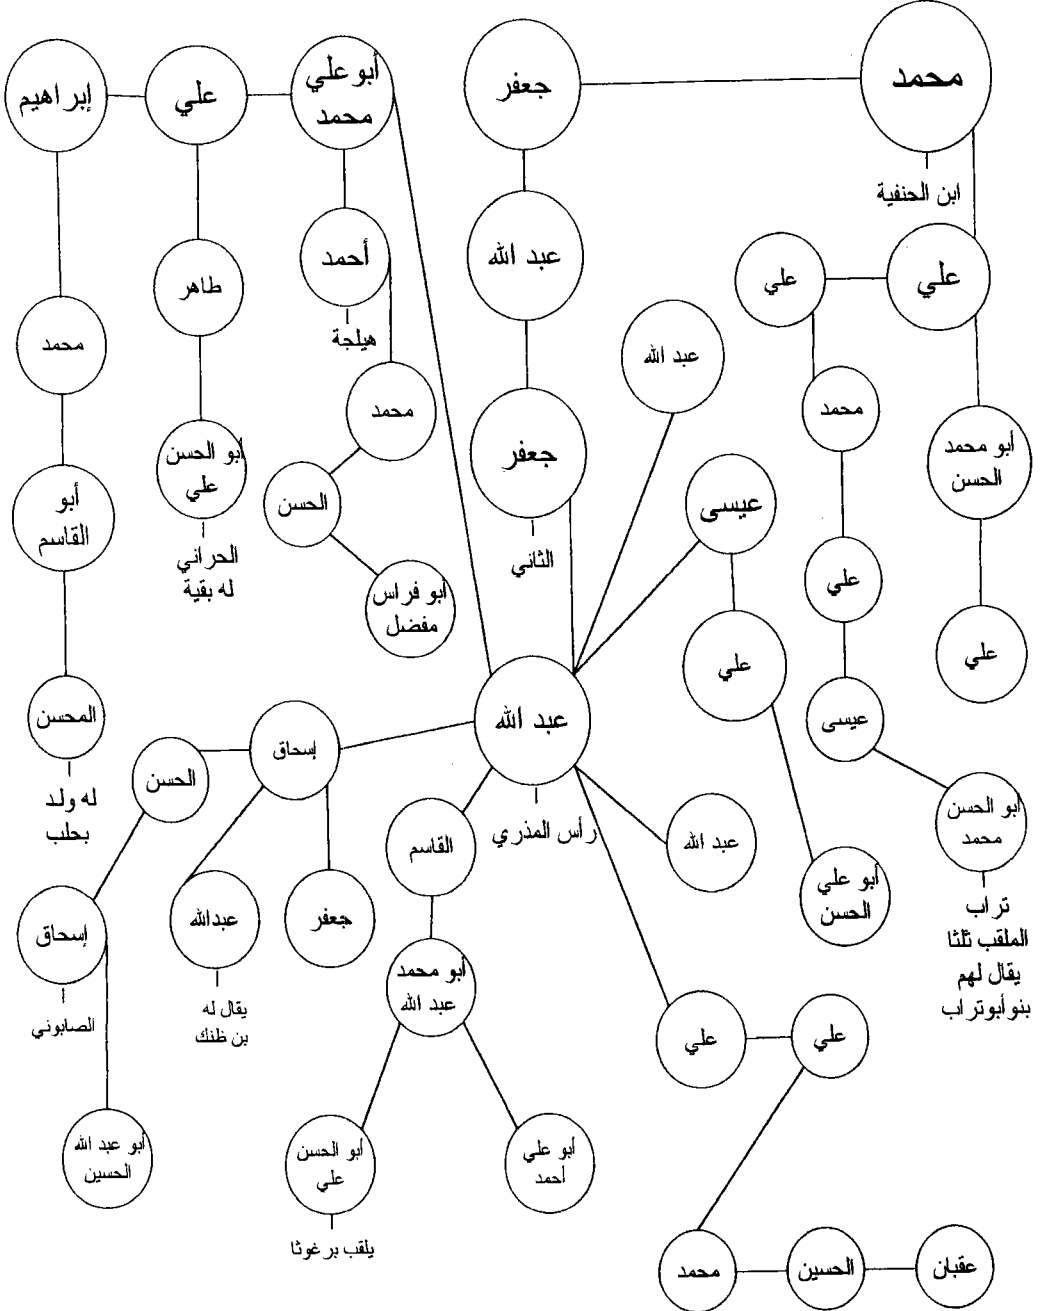 محمد
ابن الحنفية
جعفر
عبد الله
جعفر
الثاني
علي
أبو محمد
الحسن
علي
علي
محمد
علي
عيسى
أبو الحسن
محمد
تراب
الملقب ثلثا
يقال لهم
بنو أبوتراب
عبد الله
رأس المذري
عبد الله
عيسى
علي
أبو علي
الحسن
عبد الله
علي
علي
محمد
الحسين
عقبان
القاسم
أبو محمد
عبد الله
أبو علي
أحمد
أبو الحسن
علي
يلقب برغوثا
إسحاق
جعفر
عبدالله
يقال له
بن ظنك
الحسن
إسحاق
الصابوني
أبو عبد الله
الحسين
أبو علي
محمد
أحمد
هيلجة
محمد
الحسن
أبو فراس
مفضل
علي
طاهر
أبو الحسن
علي
الحراني
له بقية
إبراهيم
محمد
أبو
القاسم
المحسن
له ولد
بحلب